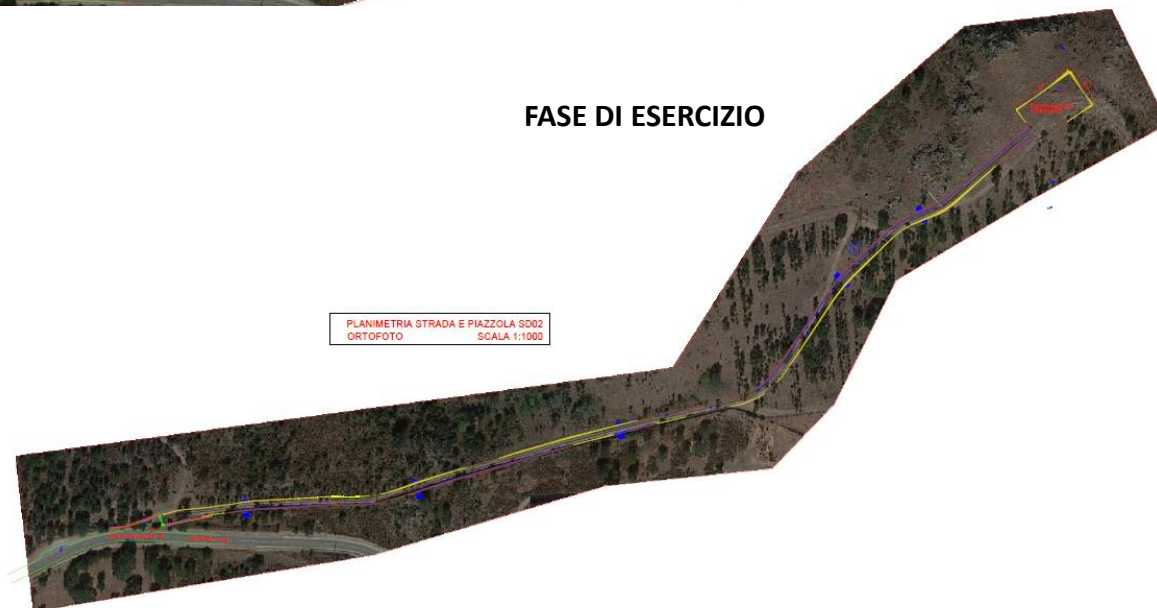 FASE DI ESERCIZIO
PLANIMETRIA STRADA E PIAZZOLA SD02
ORTOFOTO SCALA 1:1000